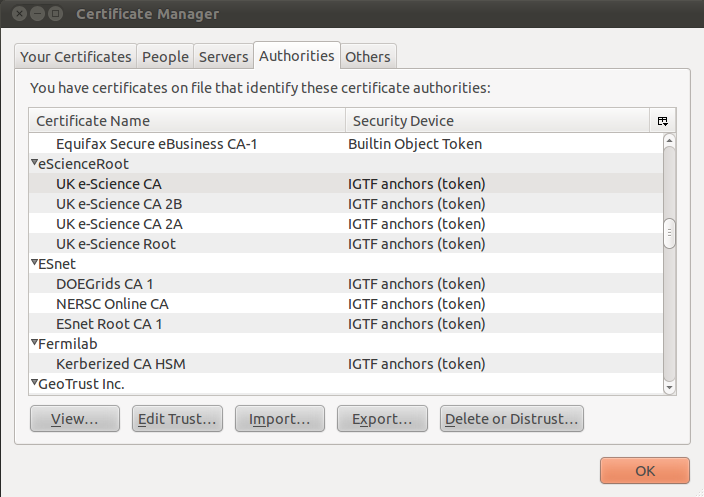 Certificate Manager
Your Certificates People Servers Authorities Others
You have certificates on file that identify these certificate authorities:
Certificate Name Security Device
Equifax Secure eBusiness CA-1 Builtin Object Token
eScienceRoot
UK e-Science CA IGTF anchors (token)
UK e-Science CA 2B IGTF anchors (token)
UK e-Science CA 2A IGTF anchors (token)
UK e-Science Root IGTF anchors (token)
ESnet
DOEGrids CA 1 IGTF anchors (token)
NERSC Online CA IGTF anchors (token)
ESnet Root CA 1 IGTF anchors (token)
Fermilab
Kerberized CA HSM IGTF anchors (token)
GeoTrust Inc.
View... Edit Trust... Import... Export... Delete or Distrust...
OK